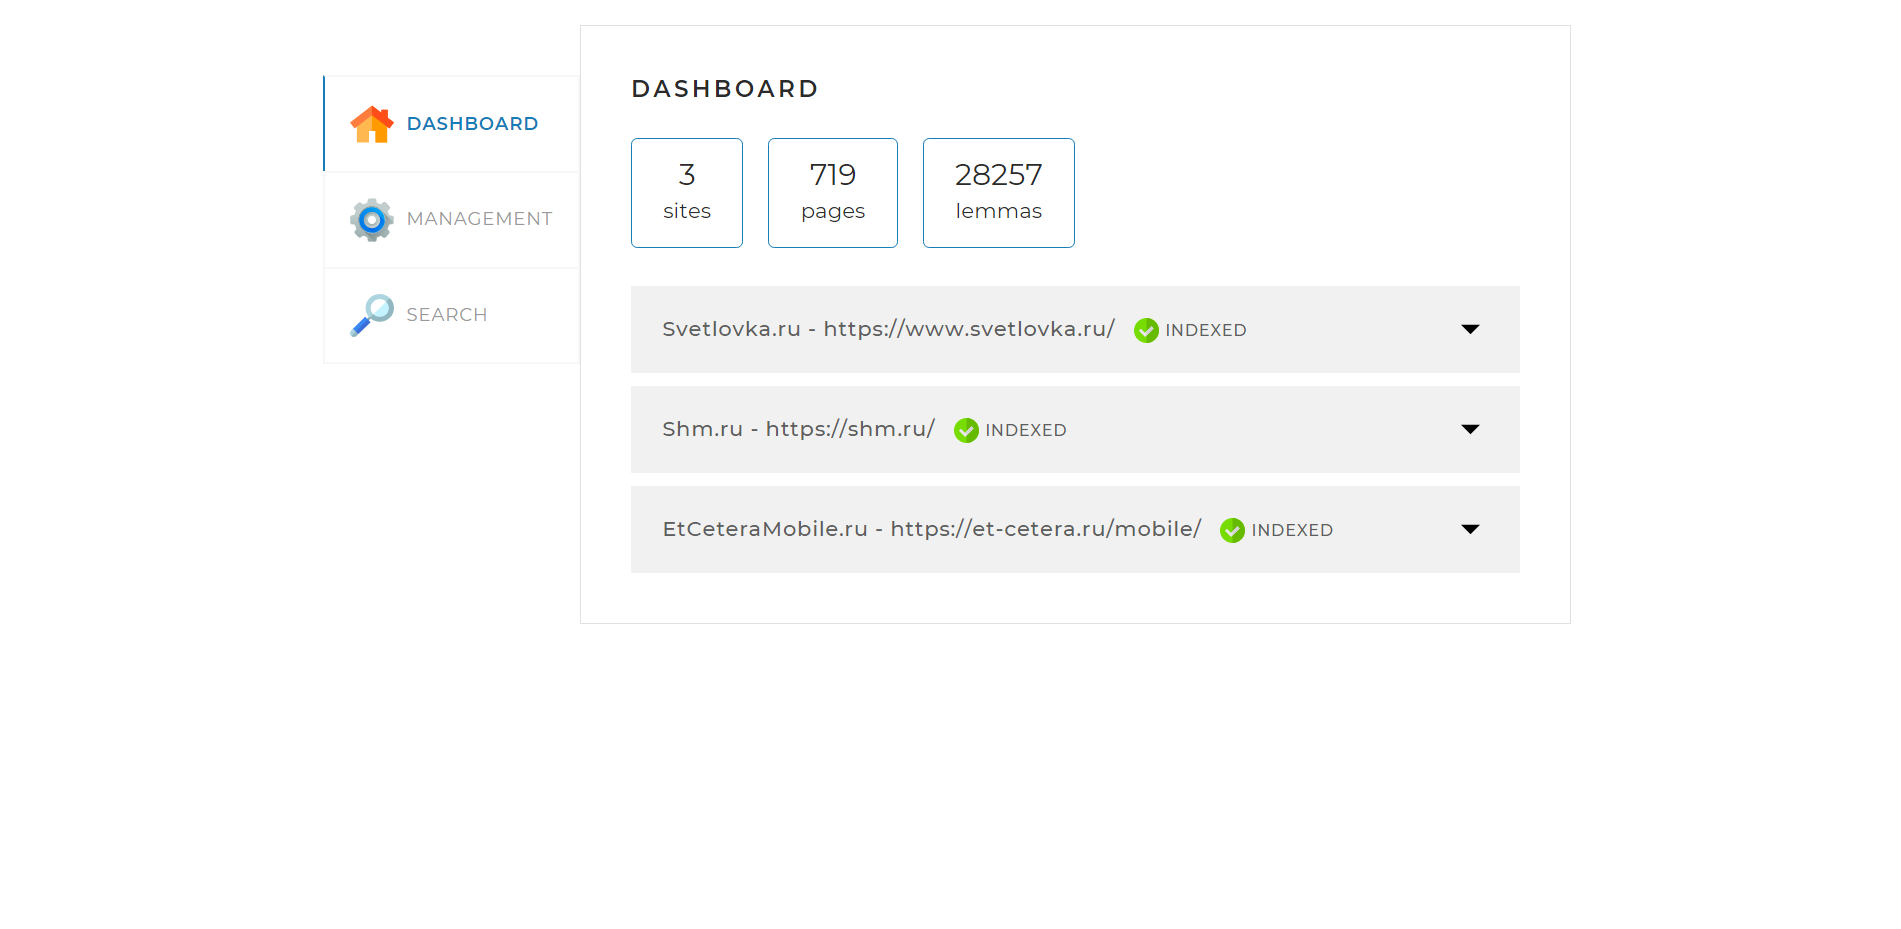 DASHBOARD
MANAGEMENT
SEARCH
DASHBOARD
3
sites
719
pages
28257
lemmas
Svetlovka.ru - https://www.svetlovka.ru/ INDEXED
Shm.ru - https://shm.ru/ INDEXED
EtCeteraMobile.ru - https://et-cetera.ru/mobile/ INDEXED